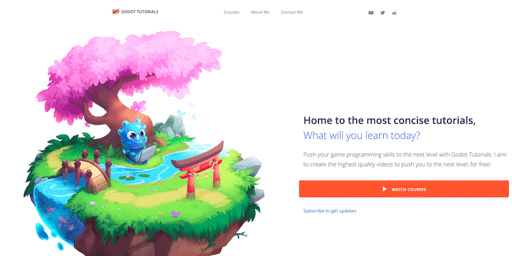 GODOT TUTORIALS
Courses
About Me
Contact Me
Home to the most concise tutorials,
What will you learn today?
Push your game programming skills to the next level with Godot Tutorials. I aim
to create the highest quality videos to push you to the next level, for free!
WATCH COURSES
Subscribe to get updates